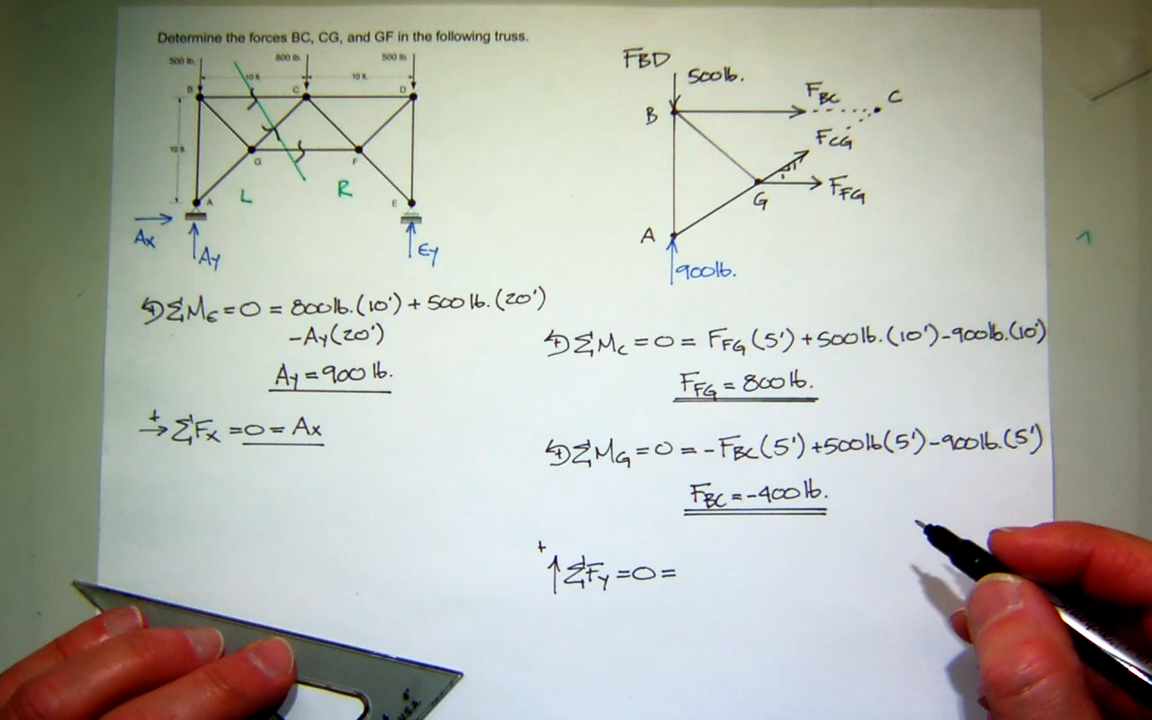 Determine the forces BC, CG, and GF in the following truss.
500 lb. 800 lb. 500 lb.
10 ft. 10 ft.
B C D
10 ft.
G F
A L R E
Ax Ay Ey
FBD
500lb.
B FBC C
FCG
1 1
G FFG
A
900lb.
↰+ΣME=0 = 800lb.(10')+500lb.(20')
-Ay(20')
Ay=900 lb.
+→ ΣFx=0=Ax
↰+ΣMC=0= FFG(5')+500lb.(10')-900lb.(10')
FFG=800lb.
↰+ΣMG=0=-FBC(5')+500lb(5')-900lb.(5')
FBC=-400lb.
+↑ΣFy=0=
U.S.A.